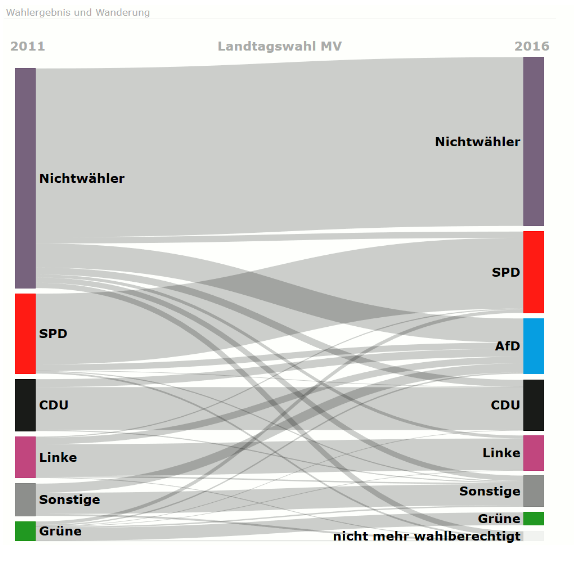 Wahlergebnis und Wanderung
2011 Landtagswahl MV 2016
Nichtwähler
Nichtwähler
SPD
SPD
AfD
CDU
CDU
Linke
Linke
Sonstige
Sonstige
Grüne
Grüne
nicht mehr wahlberechtigt